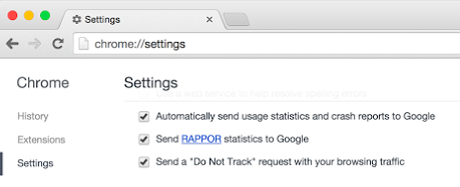 Settings
chrome://settings
Chrome
Settings
Use a web service to help resolve spelling errors
History
Automatically send usage statistics and crash reports to Google
Extensions
Send RAPPOR statistics to Google
Settings
Send a "Do Not Track" request with your browsing traffic